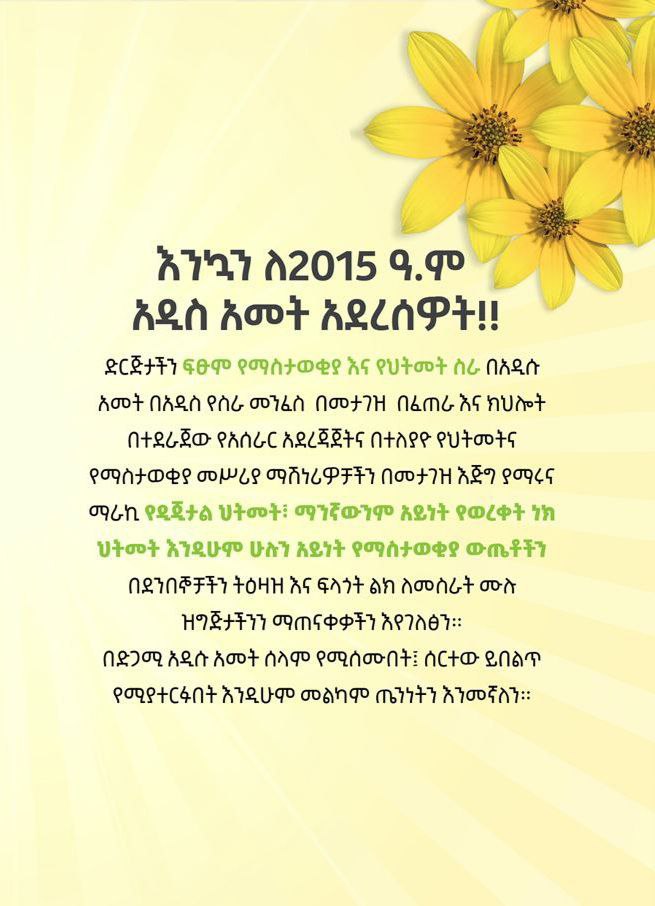 እንኳን ለ2015 ዓ.ም
አዲስ አመት አደረሰዎት!!
ድርጅታችን ፍፁም የማስታወቂያ እና የህትመት ስራ በአዲሱ
አመት በአዲስ የስራ መንፈስ በመታገዝ በፈጠራ እና ክህሎት
በተደራጀው የአሰራር አደረጃጀትና በተለያዮ የህትመትና
የማስታወቂያ መሥሪያ ማሽነሪዎቻችን በመታገዝ እጅግ ያማሩና
ማራኪ የዲጂታል ህትመት፣ ማንኛውንም አይነት የወረቀት ነክ
ህትመት እንዲሁም ሁሉን አይነት የማስታወቂያ ውጤቶችን
በደንበኞቻችን ትዕዛዝ እና ፍላጎት ልክ ለመስራት ሙሉ
ዝግጅታችንን ማጠናቀቃችን እየገለፅን፡፡
በድጋሚ አዲሱ አመት ሰላም የሚሰሙበት፤ ሰርተው ይበልጥ
የሚያተርፉበት እንዲሁም መልካም ጤንነትን እንመኛለን፡፡